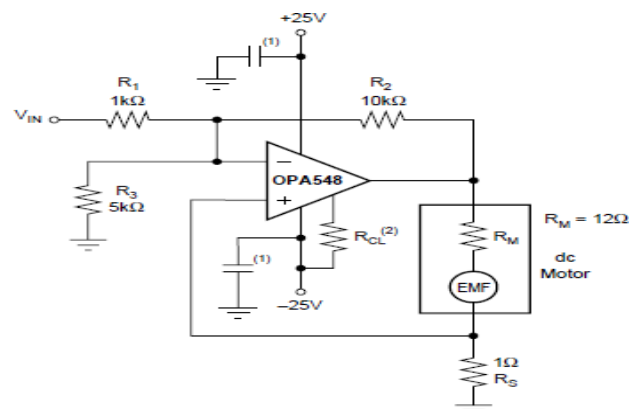 +25V
(1)
R1
1kΩ
R2
10kΩ
VIN
–
OPA548
+
R3
5kΩ
RCL(2)
(1)
–25V
RM
RM = 12Ω
dc
Motor
EMF
1Ω
RS